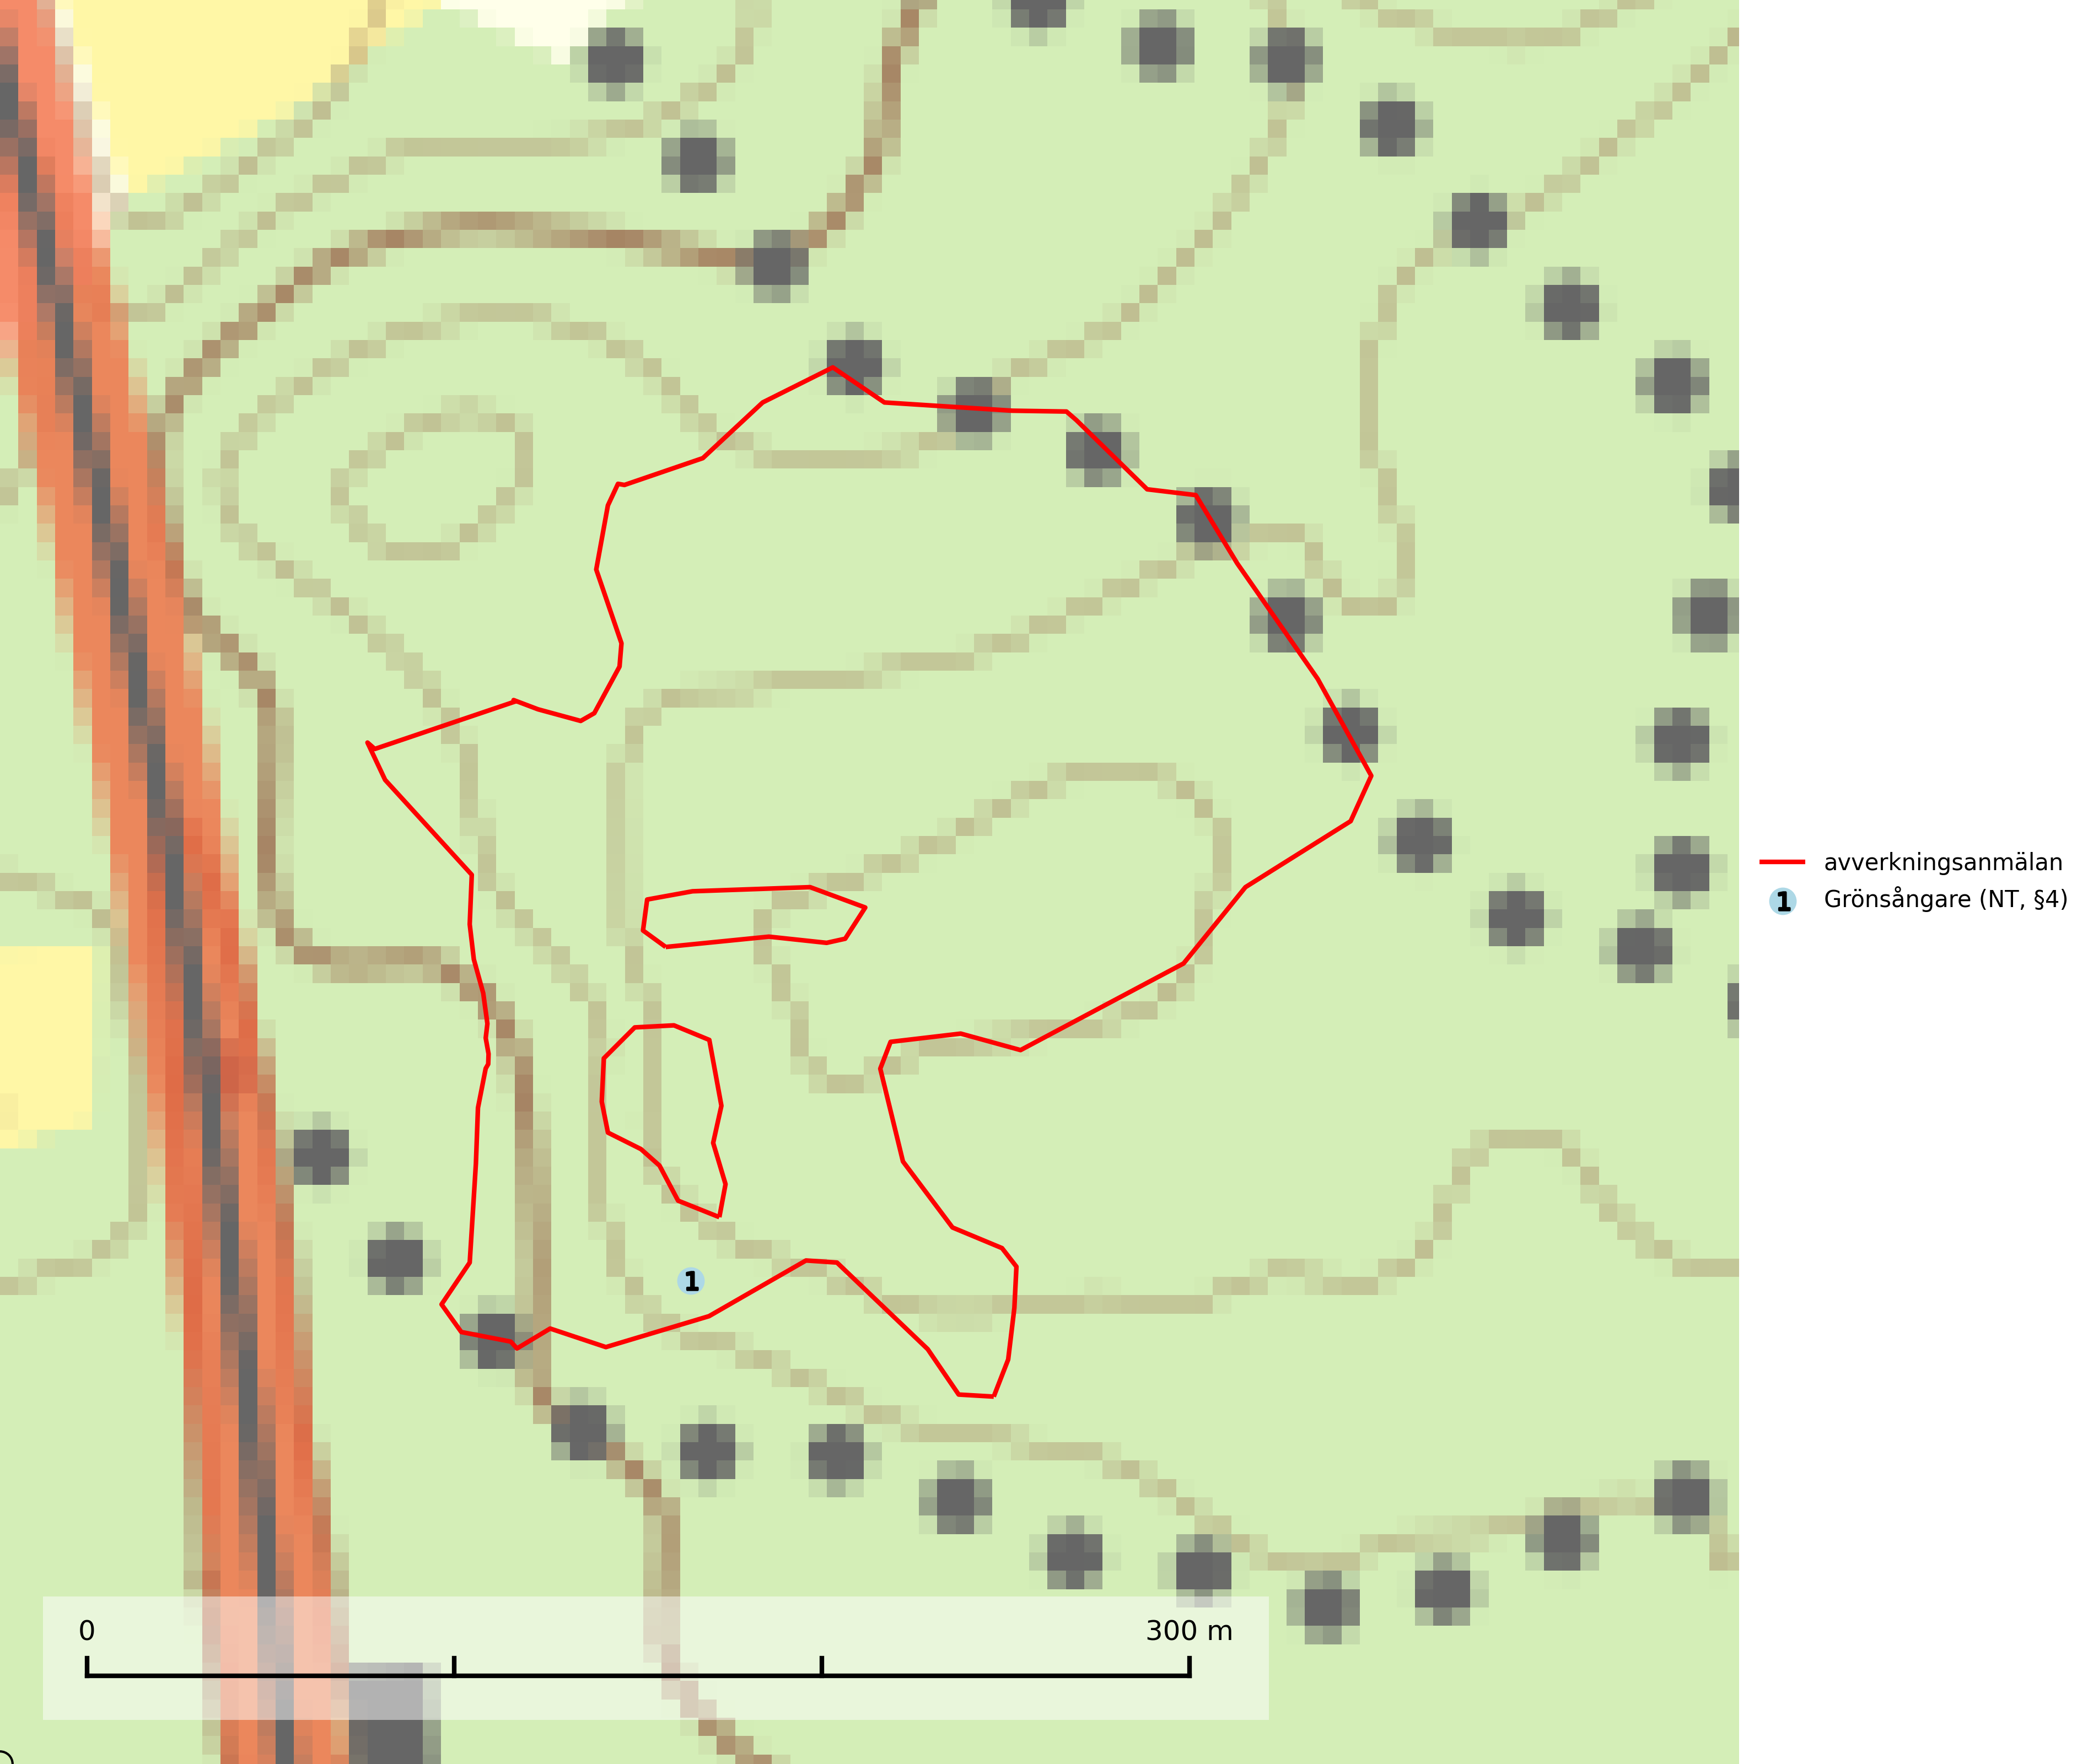 avverkningsanmälan
1 Grönsångare (NT, §4)
1
0 300 m